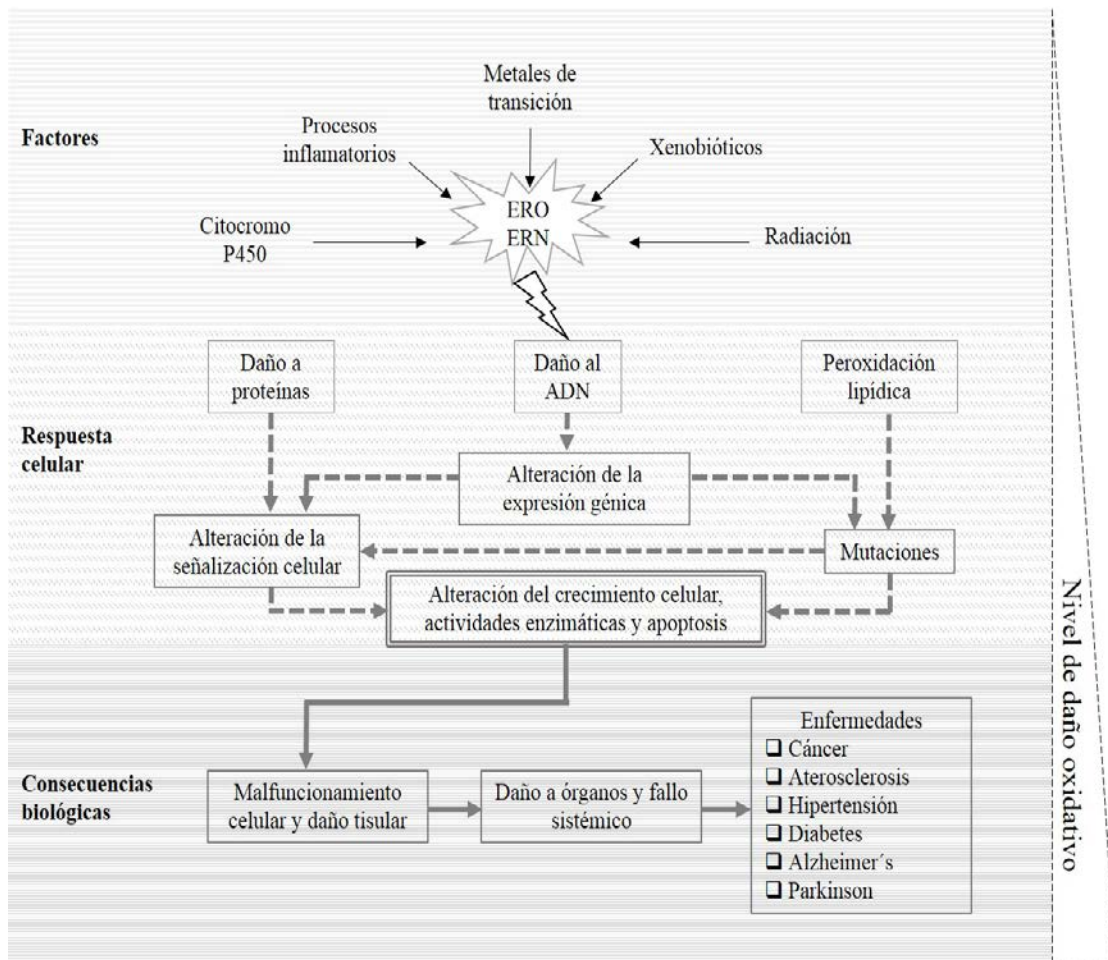 Factores
Metales de
transición
Procesos
inflamatorios
Xenobióticos
Citocromo
P450
ERO
ERN
Radiación
Respuesta
celular
Daño a
proteínas
Daño al
ADN
Peroxidación
lipídica
Alteración de la
expresión génica
Alteración de la
señalización celular
Mutaciones
Alteración del crecimiento celular,
actividades enzimáticas y apoptosis
Consecuencias
biológicas
Malfuncionamiento
celular y daño tisular
Daño a órganos y fallo
sistémico
Enfermedades
❑ Cáncer
❑ Aterosclerosis
❑ Hipertensión
❑ Diabetes
❑ Alzheimer´s
❑ Parkinson
Nivel de daño oxidativo